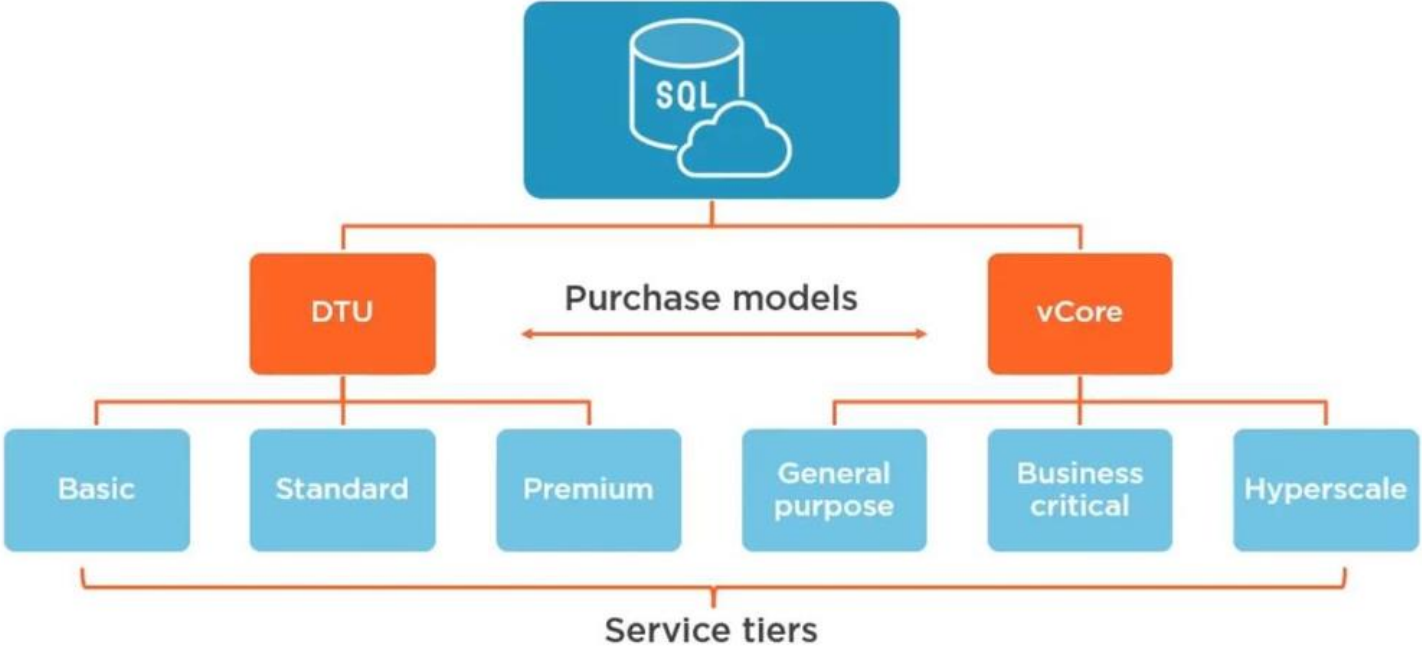 SQL
DTU
Purchase models
vCore
Basic
Standard
Premium
General
purpose
Business
critical
Hyperscale
Service tiers